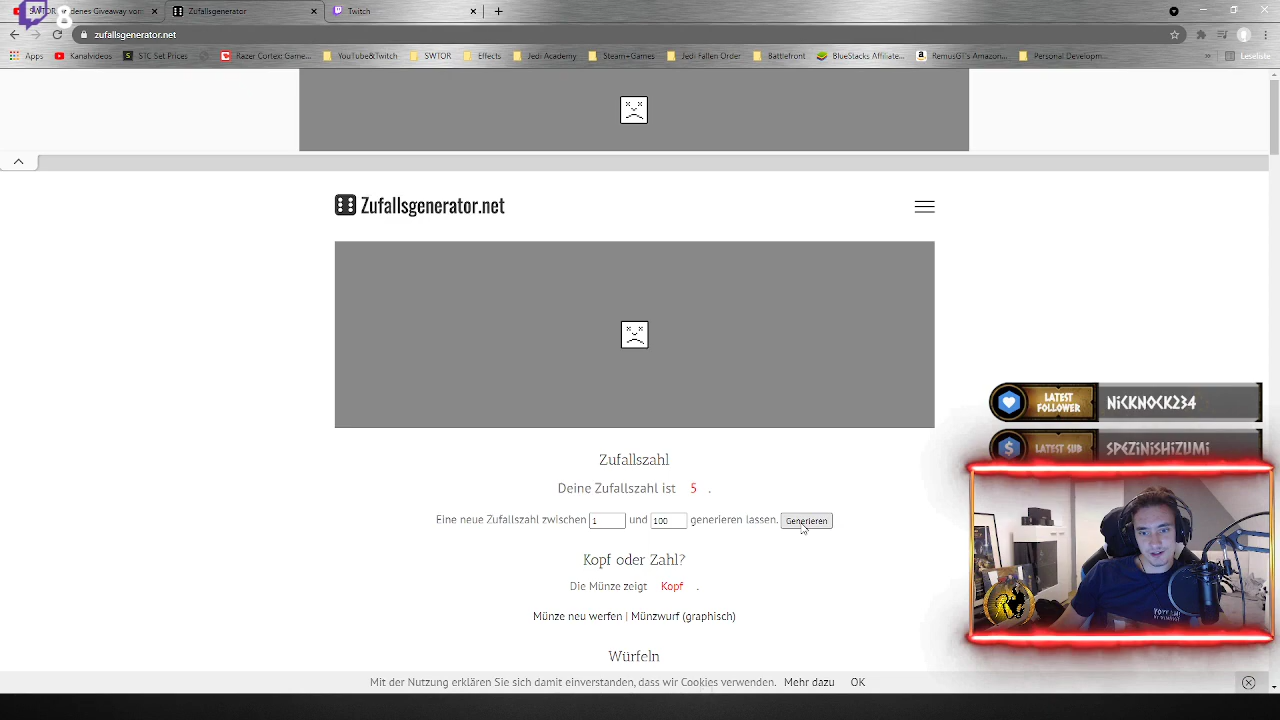 8
Zufallsgenerator
Twitch
zufallsgenerator.net
Apps
Kanalvideos
STC Set Prices
Razer Cortex: Game...
YouTube&Twitch
SWTOR
Effects
Jedi Academy
Steam+Games
Jedi Fallen Order
Battlefront
BlueStacks Affiliate...
RemusGT's Amazon...
Personal Developm...
Leseliste
Zufallsgenerator.net
Zufallszahl
Deine Zufallszahl ist 5 .
Eine neue Zufallszahl zwischen 1 und 100 generieren lassen. Generieren
Kopf oder Zahl?
Die Münze zeigt Kopf .
Münze neu werfen | Münzwurf (graphisch)
Würfeln
LATEST FOLLOWER
NICKNOCK234
LATEST SUB
SPEZINISHIZUMI
Mit der Nutzung erklären Sie sich damit einverstanden, dass wir Cookies verwenden. Mehr dazu OK